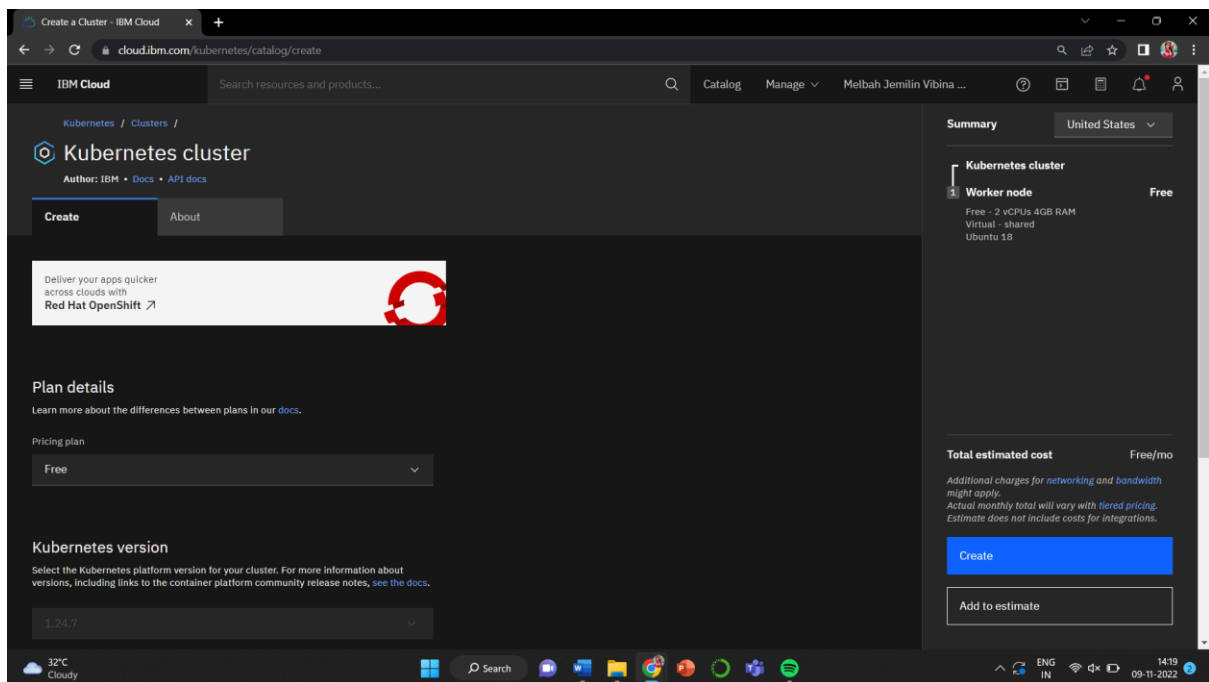 Create a Cluster - IBM Cloud
cloud.ibm.com/kubernetes/catalog/create
IBM Cloud
Search resources and products...
Catalog
Manage
Melbah Jemilin Vibina ...
Kubernetes / Clusters /
Kubernetes cluster
Author: IBM • Docs • API docs
Create
About
Deliver your apps quicker
across clouds with
Red Hat OpenShift
Plan details
Learn more about the differences between plans in our docs.
Pricing plan
Free
Kubernetes version
Select the Kubernetes platform version for your cluster. For more information about
versions, including links to the container platform community release notes, see the docs.
1.24.7
Summary
United States
Kubernetes cluster
1 Worker node Free
Free - 2 vCPUs 4GB RAM
Virtual - shared
Ubuntu 18
Total estimated cost Free/mo
Additional charges for networking and bandwidth
might apply.
Actual monthly total will vary with tiered pricing.
Estimate does not include costs for integrations.
Create
Add to estimate
32°C
Cloudy
Search
ENG
IN
14:19
09-11-2022
2